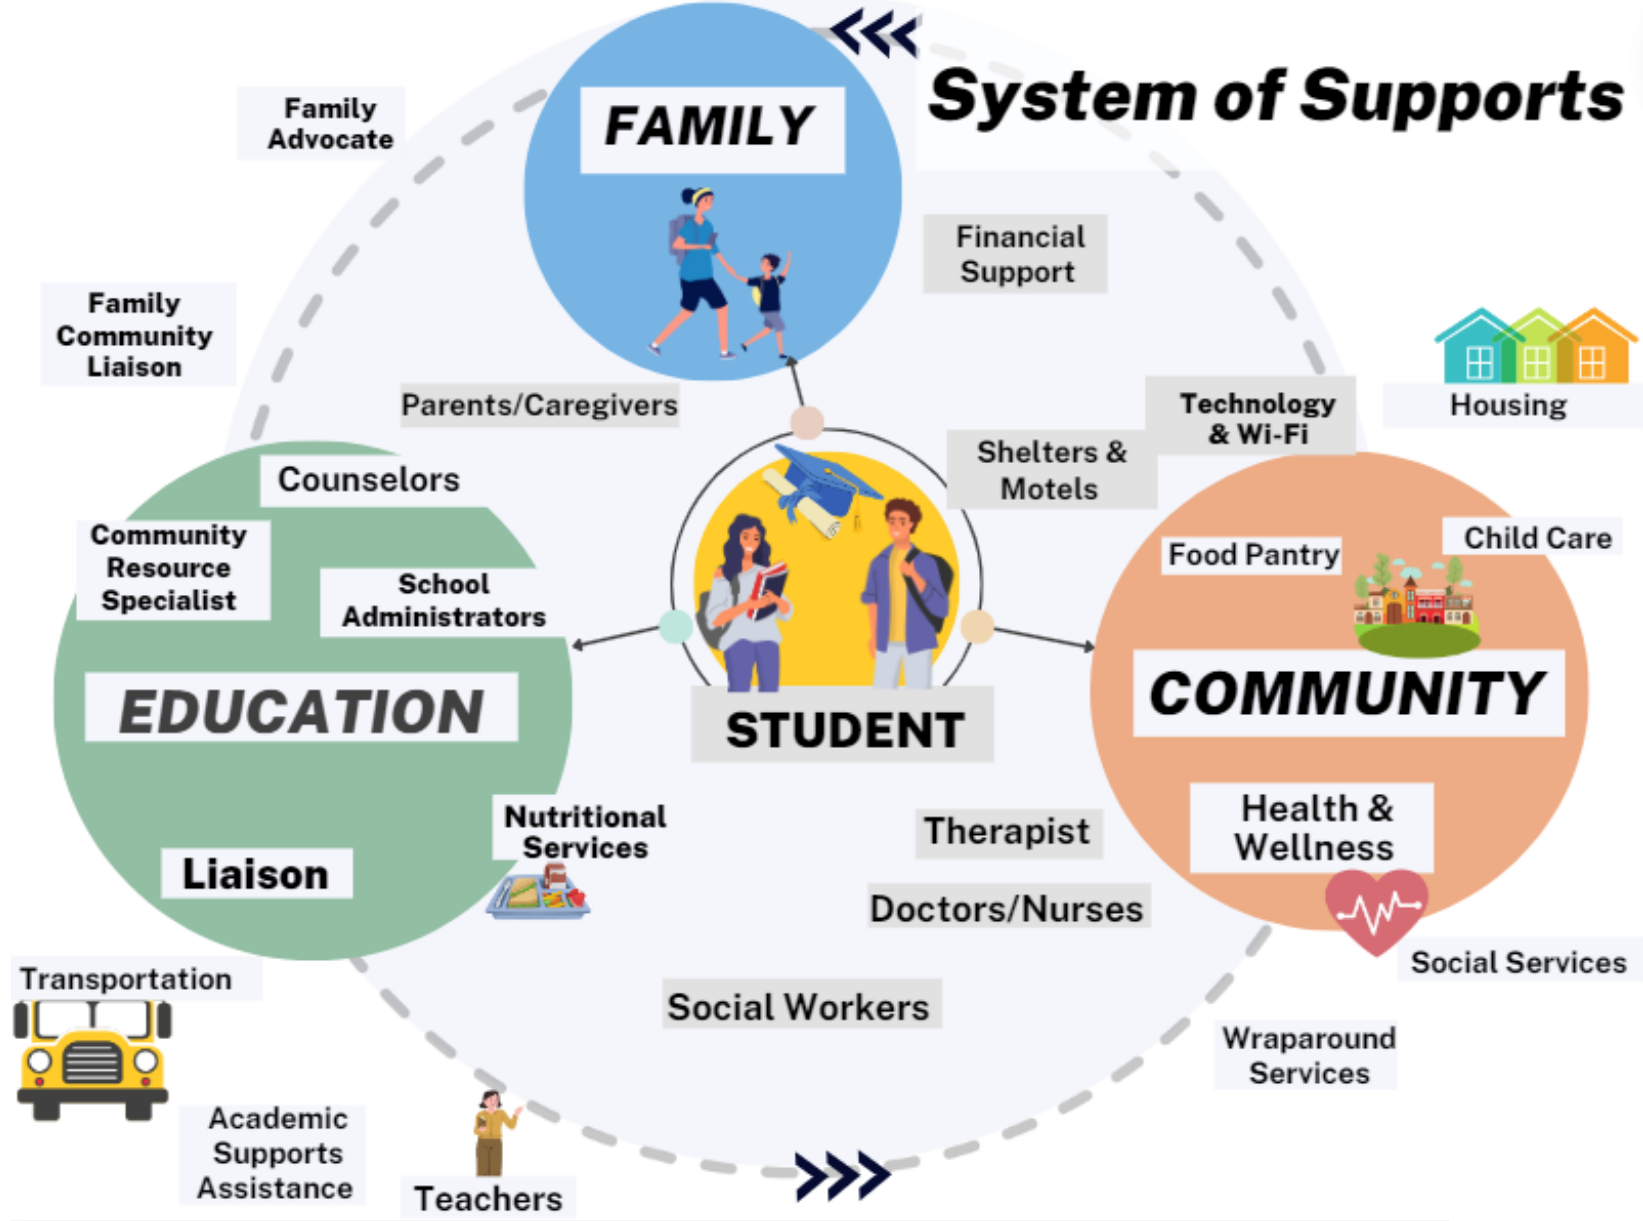 System of Supports
FAMILY
Family
Advocate
Financial
Support
Family
Community
Liaison
Parents/Caregivers
Technology
& Wi-Fi
Housing
Shelters &
Motels
Counselors
Community
Resource
Specialist
School
Administrators
EDUCATION
Liaison
Nutritional
Services
STUDENT
Food Pantry
Child Care
COMMUNITY
Health &
Wellness
Therapist
Doctors/Nurses
Social Workers
Social Services
Wraparound
Services
Transportation
Academic
Supports
Assistance
Teachers